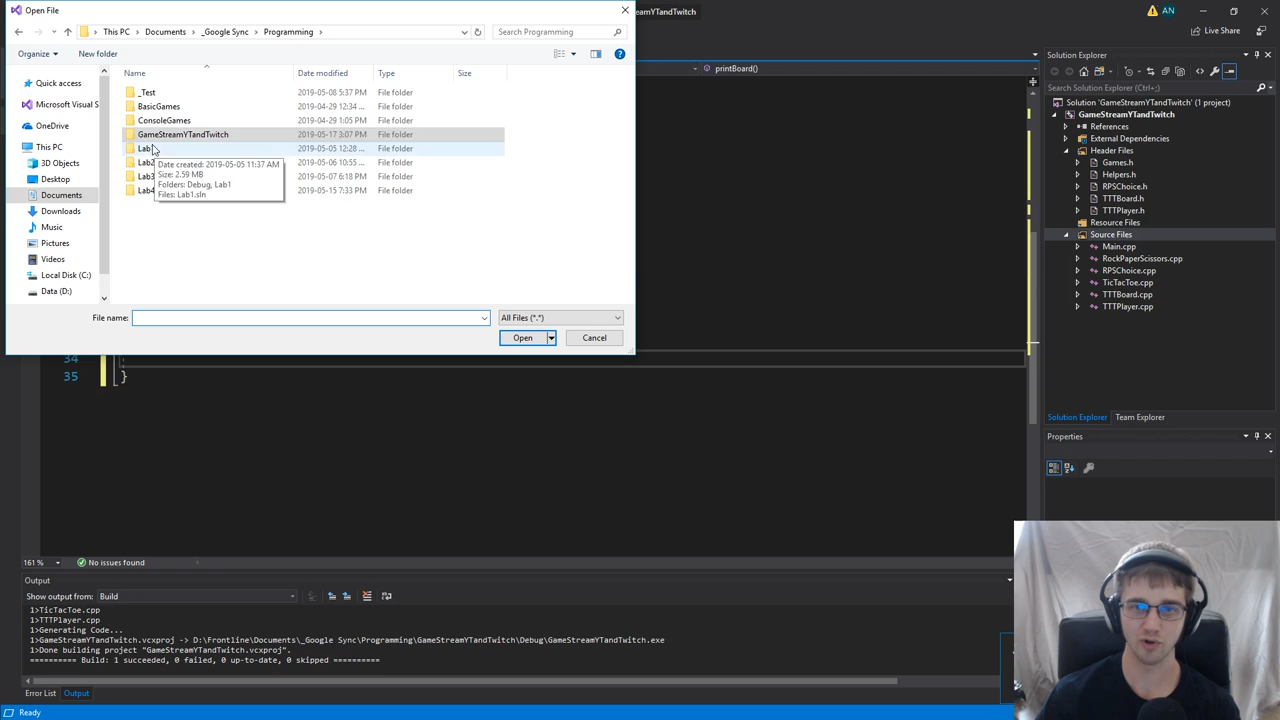 Open File
eamYTandTwitch
AN
This PC
Documents
_Google Sync
Programming
Search Programming
Live Share
Organize
New folder
Name
Date modified
Type
Size
printBoard()
Solution Explorer
Search Solution Explorer (Ctrl+;)
Quick access
Microsoft Visual S
OneDrive
This PC
3D Objects
Desktop
Documents
Downloads
Music
Pictures
Videos
Local Disk (C:)
Data (D:)
_Test 2019-05-08 5:37 PM File folder
BasicGames 2019-04-29 12:34 ... File folder
ConsoleGames 2019-04-29 1:05 ... File folder
GameStreamYTandTwitch 2019-05-17 3:07 PM File folder
Lab 2019-05-05 12:28 ... File folder
Lab2 2019-05-06 10:55 ... File folder
Lab3 2019-05-07 6:18 PM File folder
Lab4 2019-05-15 7:33 PM File folder
Date created: 2019-05-05 11:37 AM
Size: 2.59 MB
Folders: Debug, Lab1
Files: Lab1.sln
File name:
All Files (*.*)
Open
Cancel
Solution 'GameStreamYTandTwitch' (1 project)
GameStreamYTandTwitch
References
External Dependencies
Header Files
Games.h
Helpers.h
RPSChoice.h
TTTBoard.h
TTTPlayer.h
Resource Files
Source Files
Main.cpp
RockPaperScissors.cpp
RPSChoice.cpp
TicTacToe.cpp
TTTBoard.cpp
TTTPlayer.cpp
34
35 }
Solution Explorer
Team Explorer
Properties
161 %
No issues found
Output
Show output from: Build
1>TicTacToe.cpp
1>TTTPlayer.cpp
1>Generating Code...
1>GameStreamYTandTwitch.vcxproj -> D:\Frontline\Documents\_Google Sync\Programming\GameStreamYTandTwitch\Debug\GameStreamYTandTwitch.exe
1>Done building project "GameStreamYTandTwitch.vcxproj".
========== Build: 1 succeeded, 0 failed, 0 up-to-date, 0 skipped ==========
Error List
Output
Ready